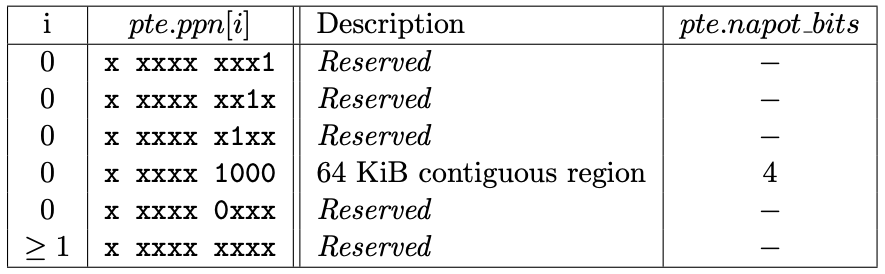 i pte.ppn[i] Description pte.napot_bits
0 x xxxx xxx1 Reserved −
0 x xxxx xx1x Reserved −
0 x xxxx x1xx Reserved −
0 x xxxx 1000 64 KiB contiguous region 4
0 x xxxx 0xxx Reserved −
≥ 1 x xxxx xxxx Reserved −